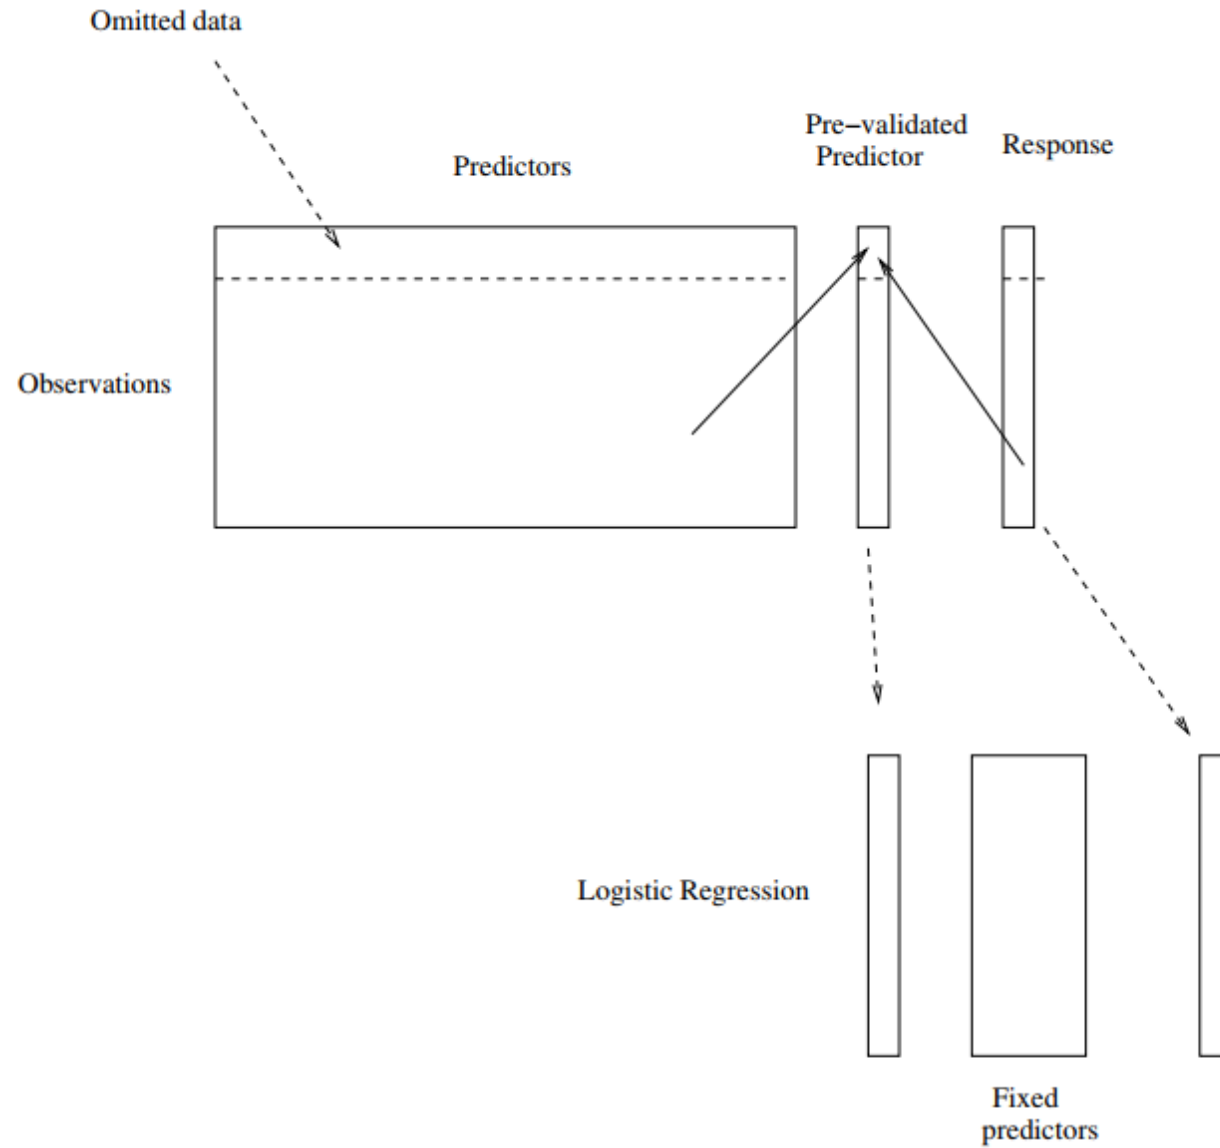 Omitted data
Pre−validated
Predictor
Response
Predictors
Observations
Logistic Regression
Fixed
predictors